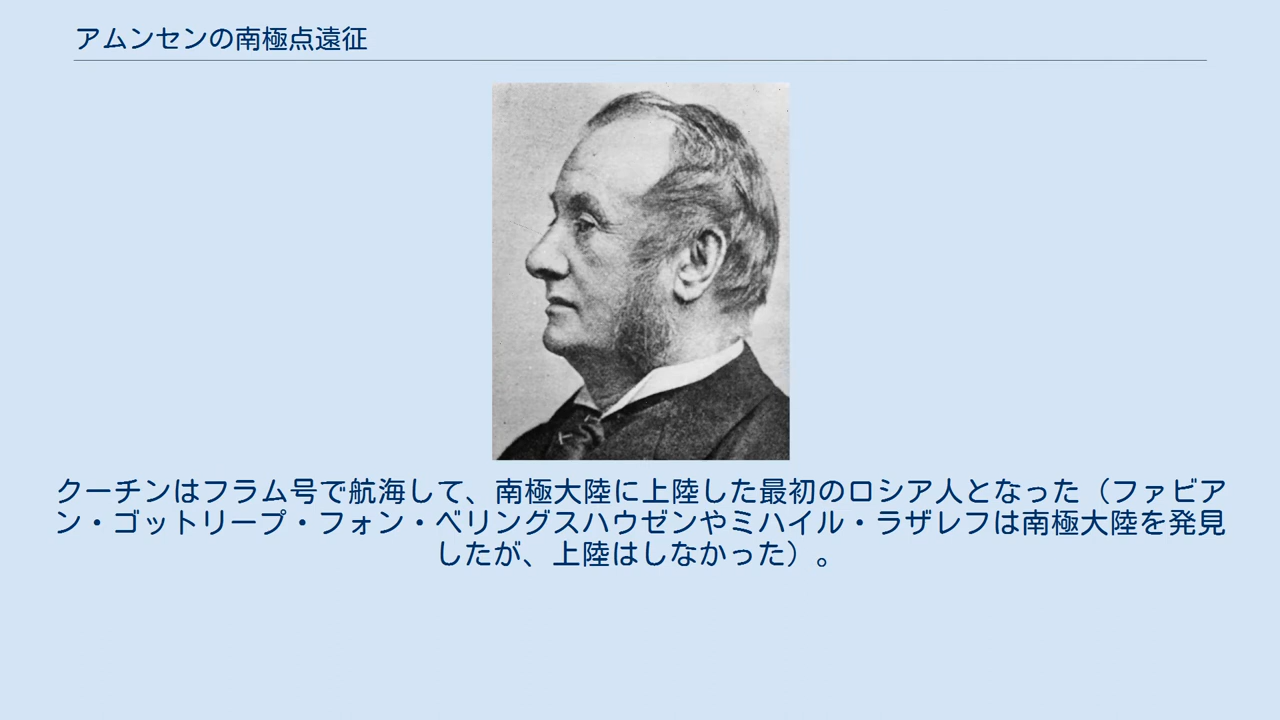 アムンセンの南極点遠征
クーチンはフラム号で航海して、南極大陸に上陸した最初のロシア人となった（ファビア
ン・ゴットリープ・フォン・ベリングスハウゼンやミハイル・ラザレフは南極大陸を発見
したが、上陸はしなかった）。